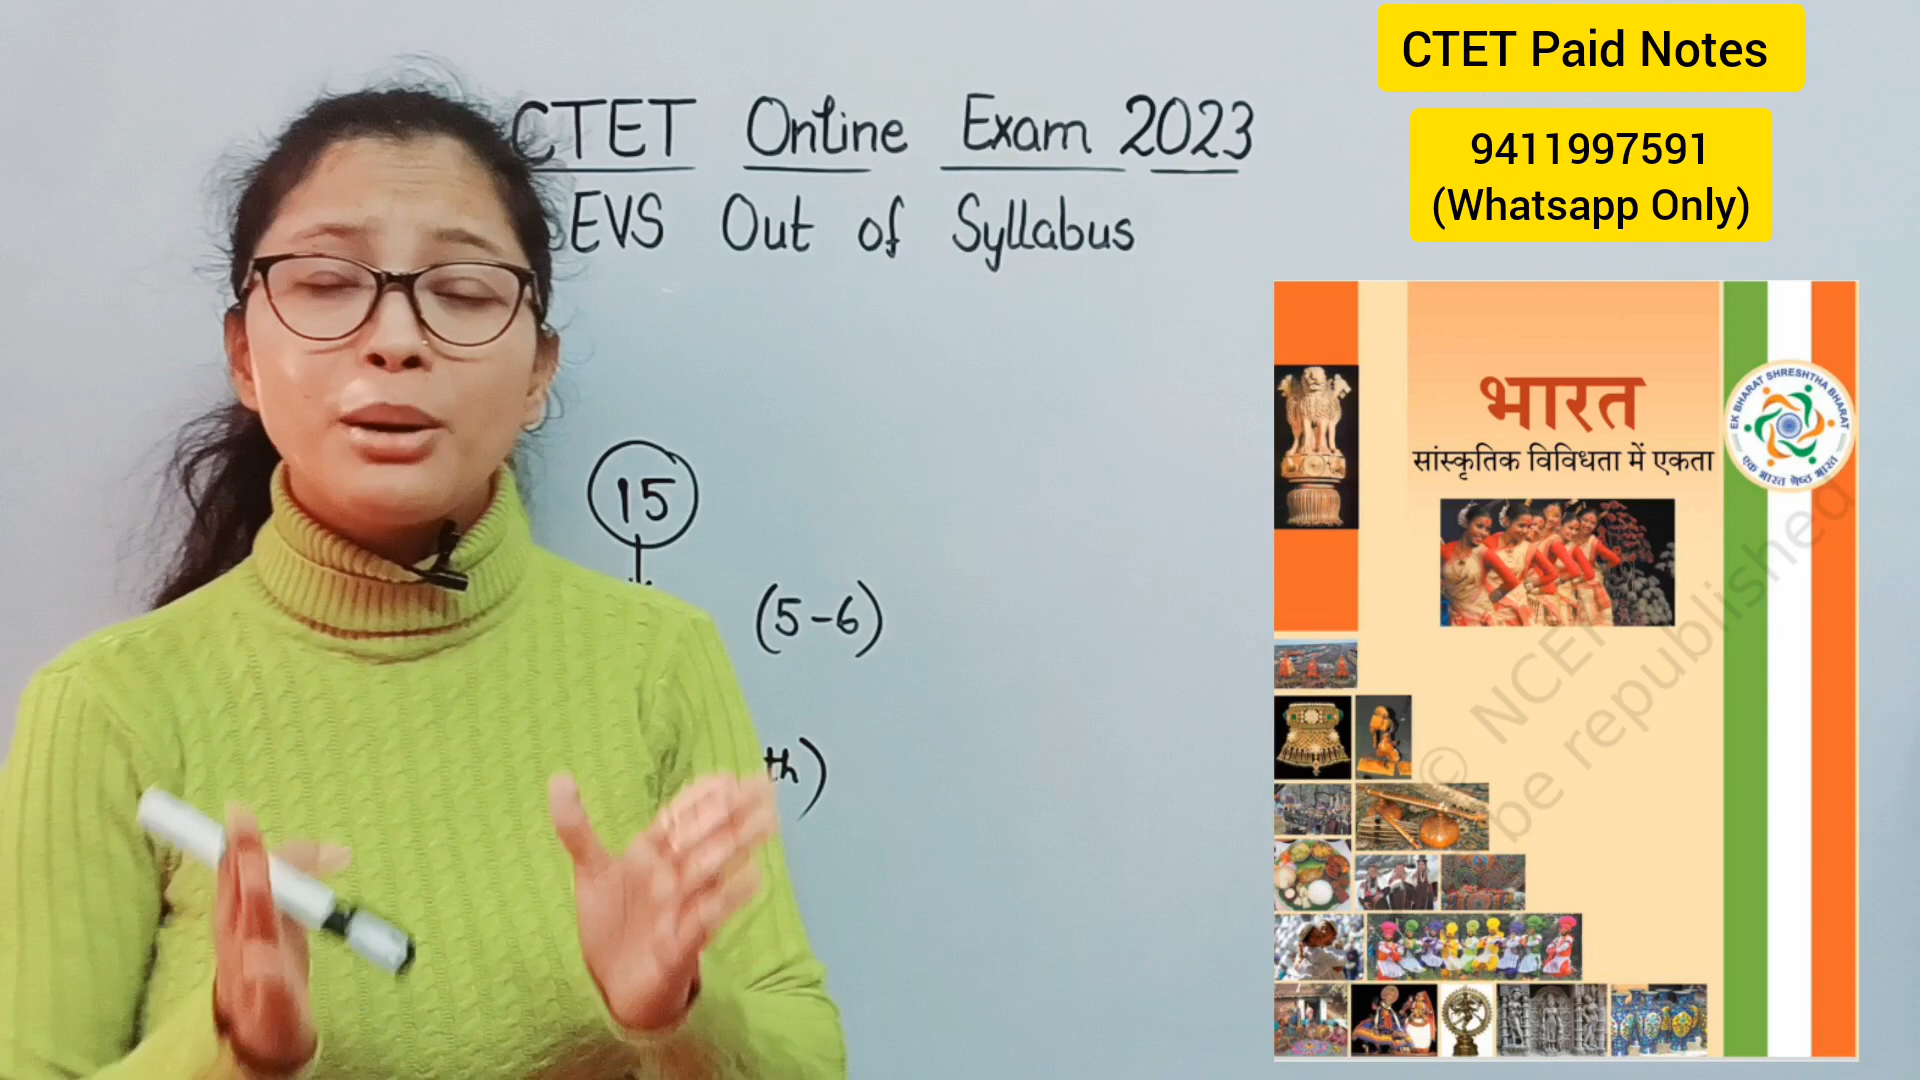 CTET Paid Notes
9411997591
(Whatsapp Only)
CTET Online Exam 2023
EVS Out of Syllabus
15
(5-6)
th)
भारत
सांस्कृतिक विविधता में एकता
EK BHARAT SHRESHTHA BHARAT
एक भारत श्रेष्ठ भारत
© NCE
be republished